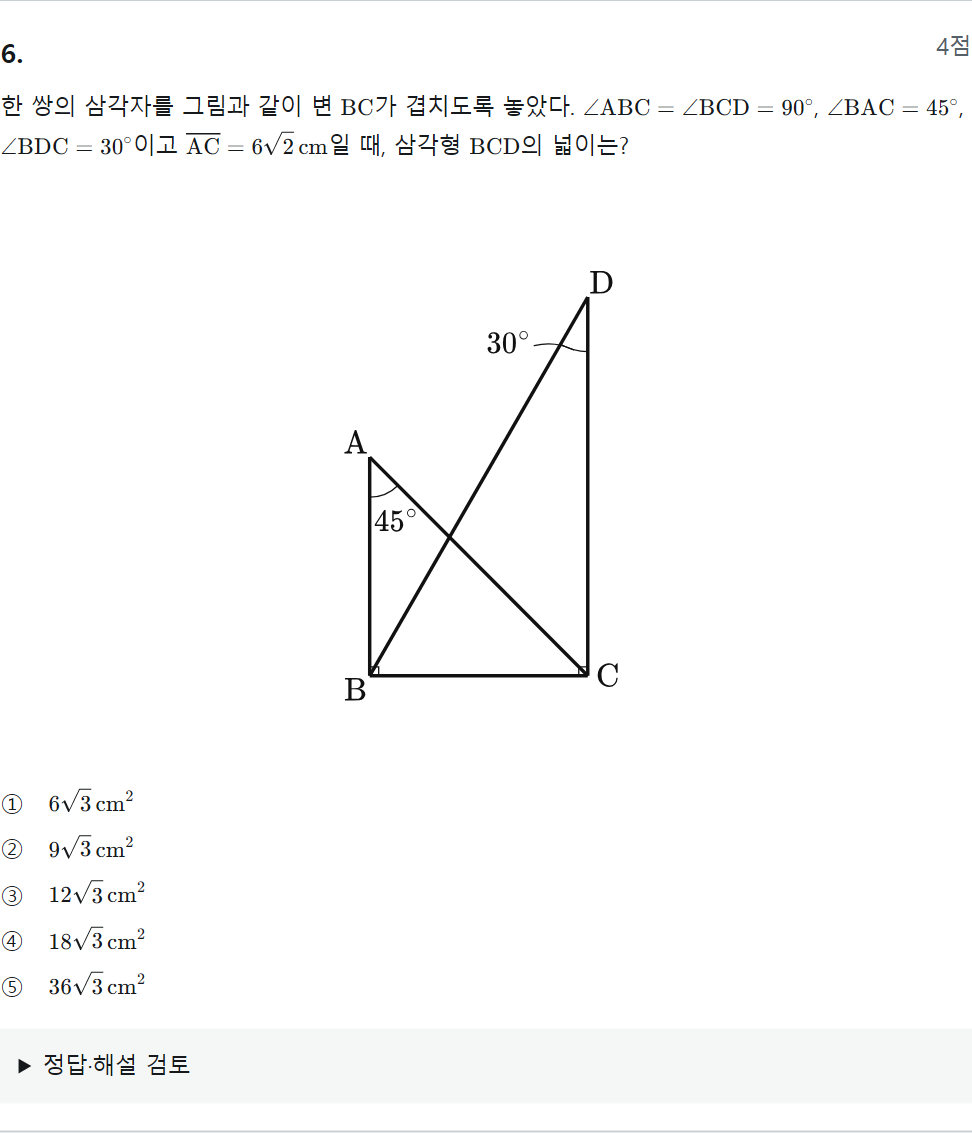 6.
4점
한 쌍의 삼각자를 그림과 같이 변 BC가 겹치도록 놓았다. ∠ABC = ∠BCD = 90°, ∠BAC = 45°,
∠BDC = 30°이고 A̅C̅ = 6√2 cm일 때, 삼각형 BCD의 넓이는?
D
30°
A
45°
B
C
① 6√3 cm²
② 9√3 cm²
③ 12√3 cm²
④ 18√3 cm²
⑤ 36√3 cm²
▶ 정답·해설 검토